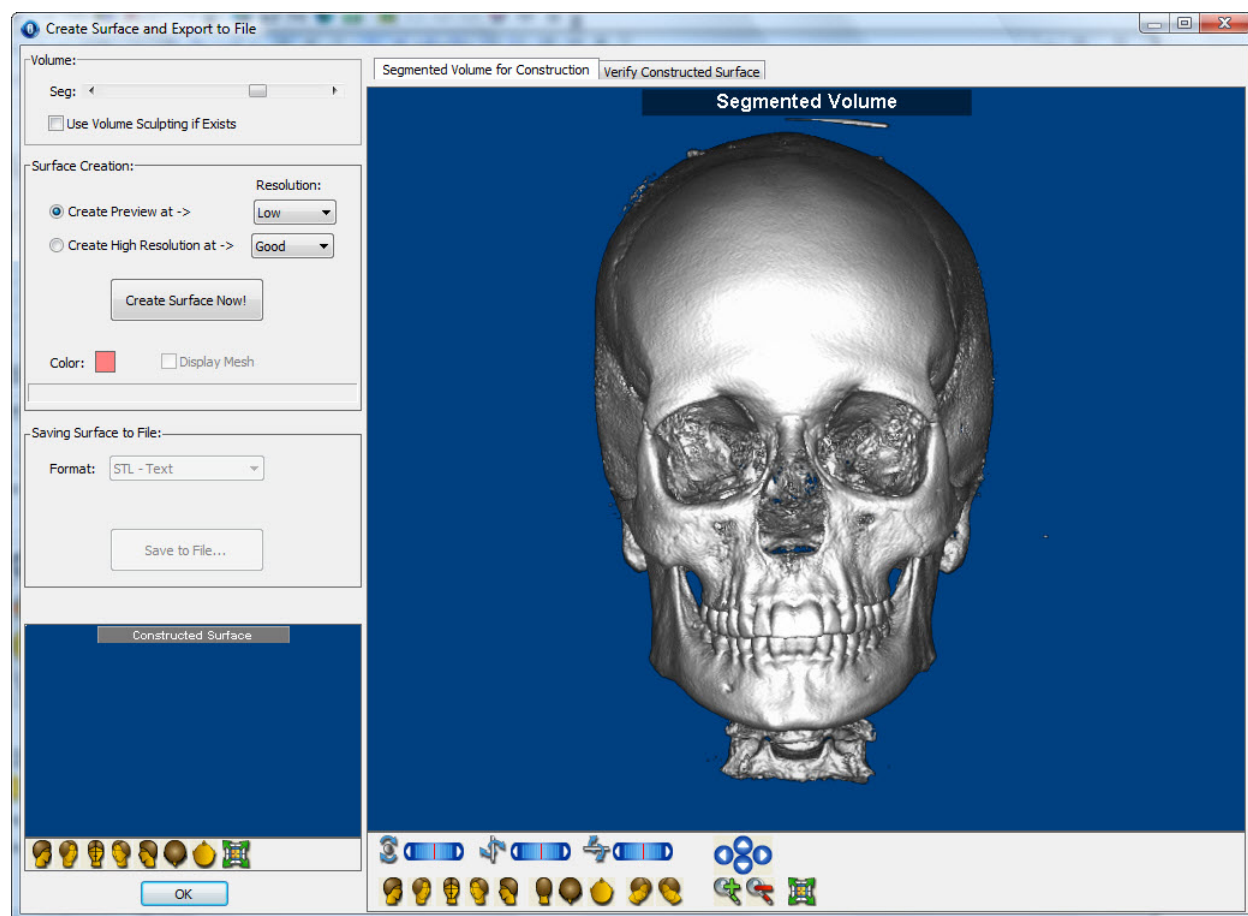 Create Surface and Export to File
Volume:
Seg:
Use Volume Sculpting if Exists
Surface Creation:
Resolution:
Create Preview at -> Low
Create High Resolution at -> Good
Create Surface Now!
Color: Display Mesh
Saving Surface to File:
Format: STL - Text
Save to File...
Constructed Surface
OK
Segmented Volume for Construction Verify Constructed Surface
Segmented Volume